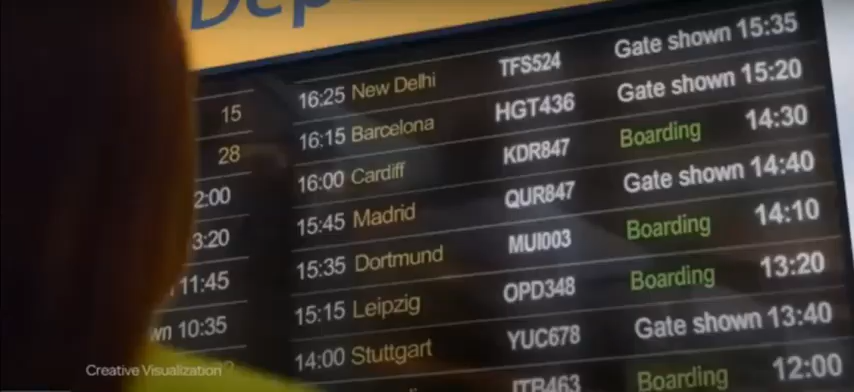 Dep
15
28
2:00
3:20
11:45
wn 10:35
16:25 New Delhi TFS524 Gate shown 15:35
16:15 Barcelona HGT436 Gate shown 15:20
16:00 Cardiff KDR847 Boarding 14:30
15:45 Madrid QUR847 Gate shown 14:40
15:35 Dortmund MUI003 Boarding 14:10
15:15 Leipzig OPD348 Boarding 13:20
14:00 Stuttgart YUC678 Gate shown 13:40
ITR463 Boarding 12:00
Creative Visualization